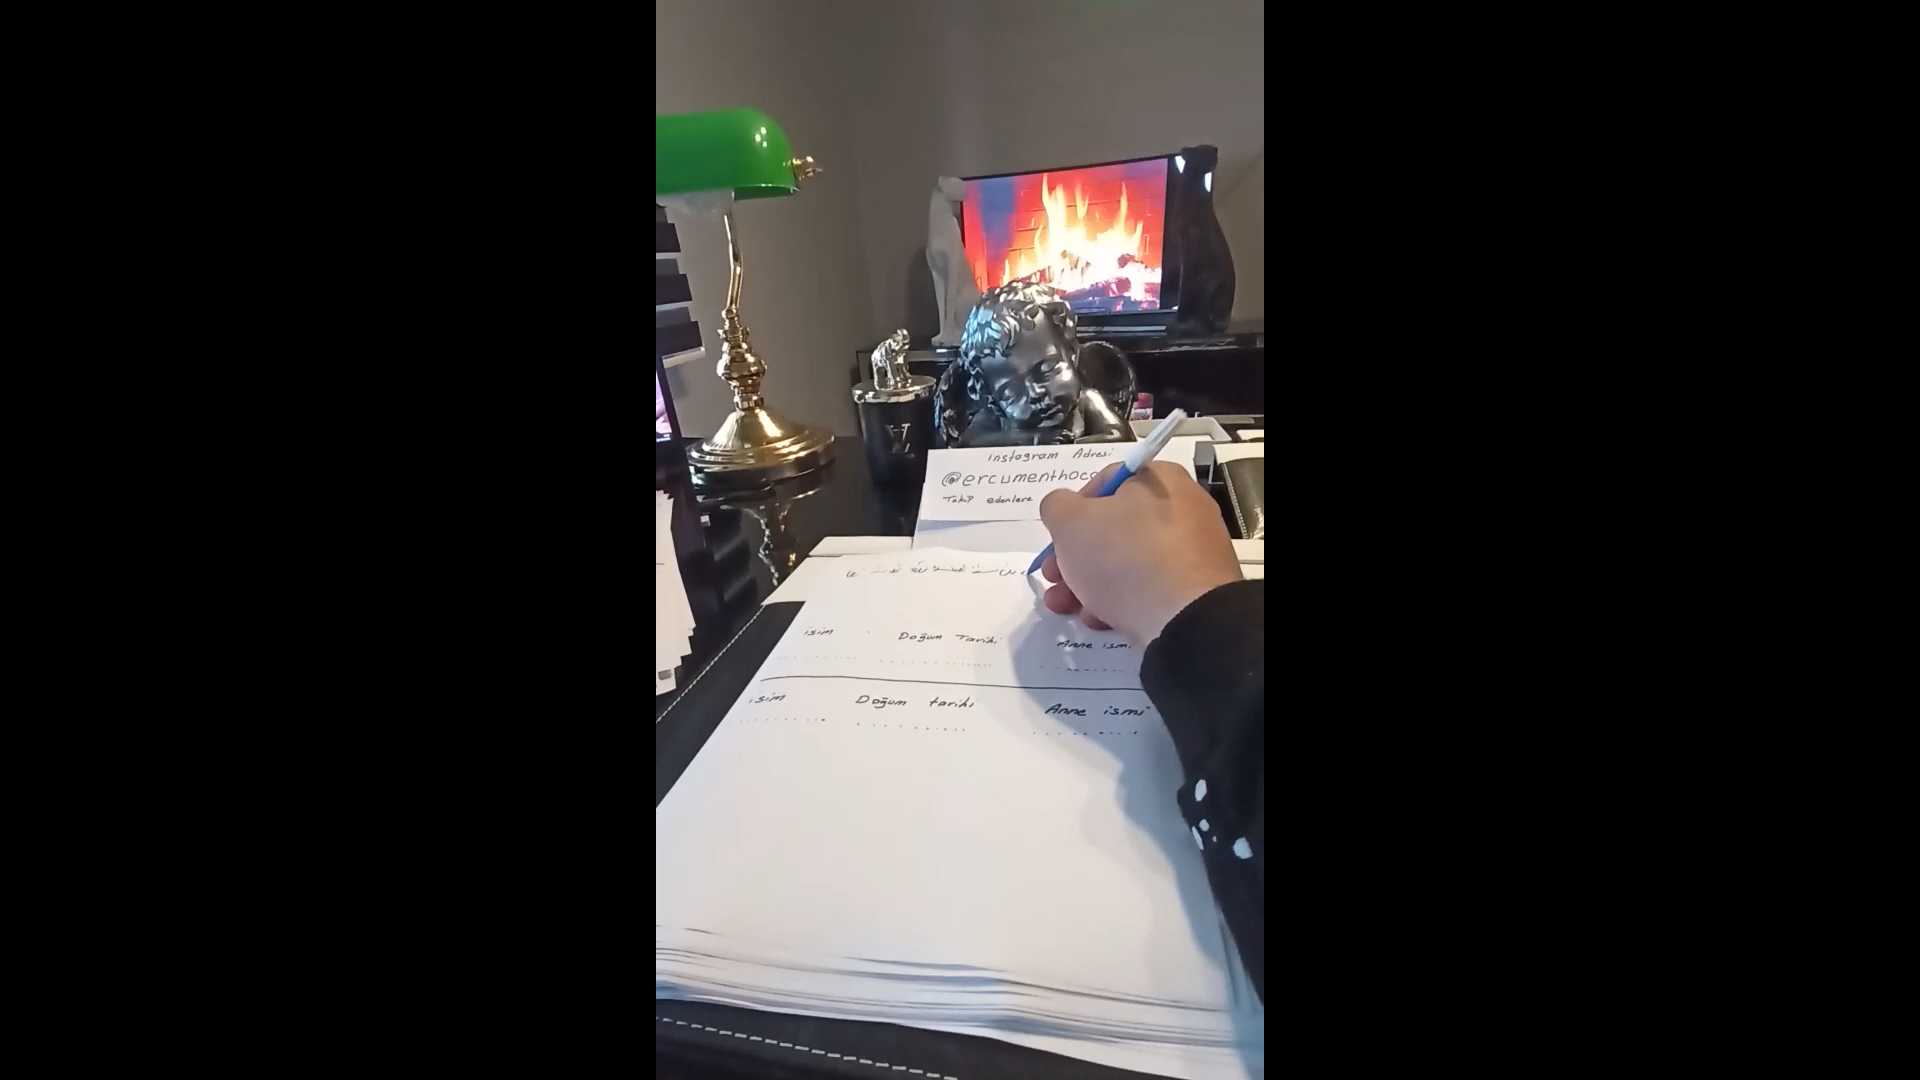 Instagram Adresi
@ercumenthoca
Takip edenlere
isim Doğum Tarihi Anne ismi
isim Doğum tarihi Anne ismi